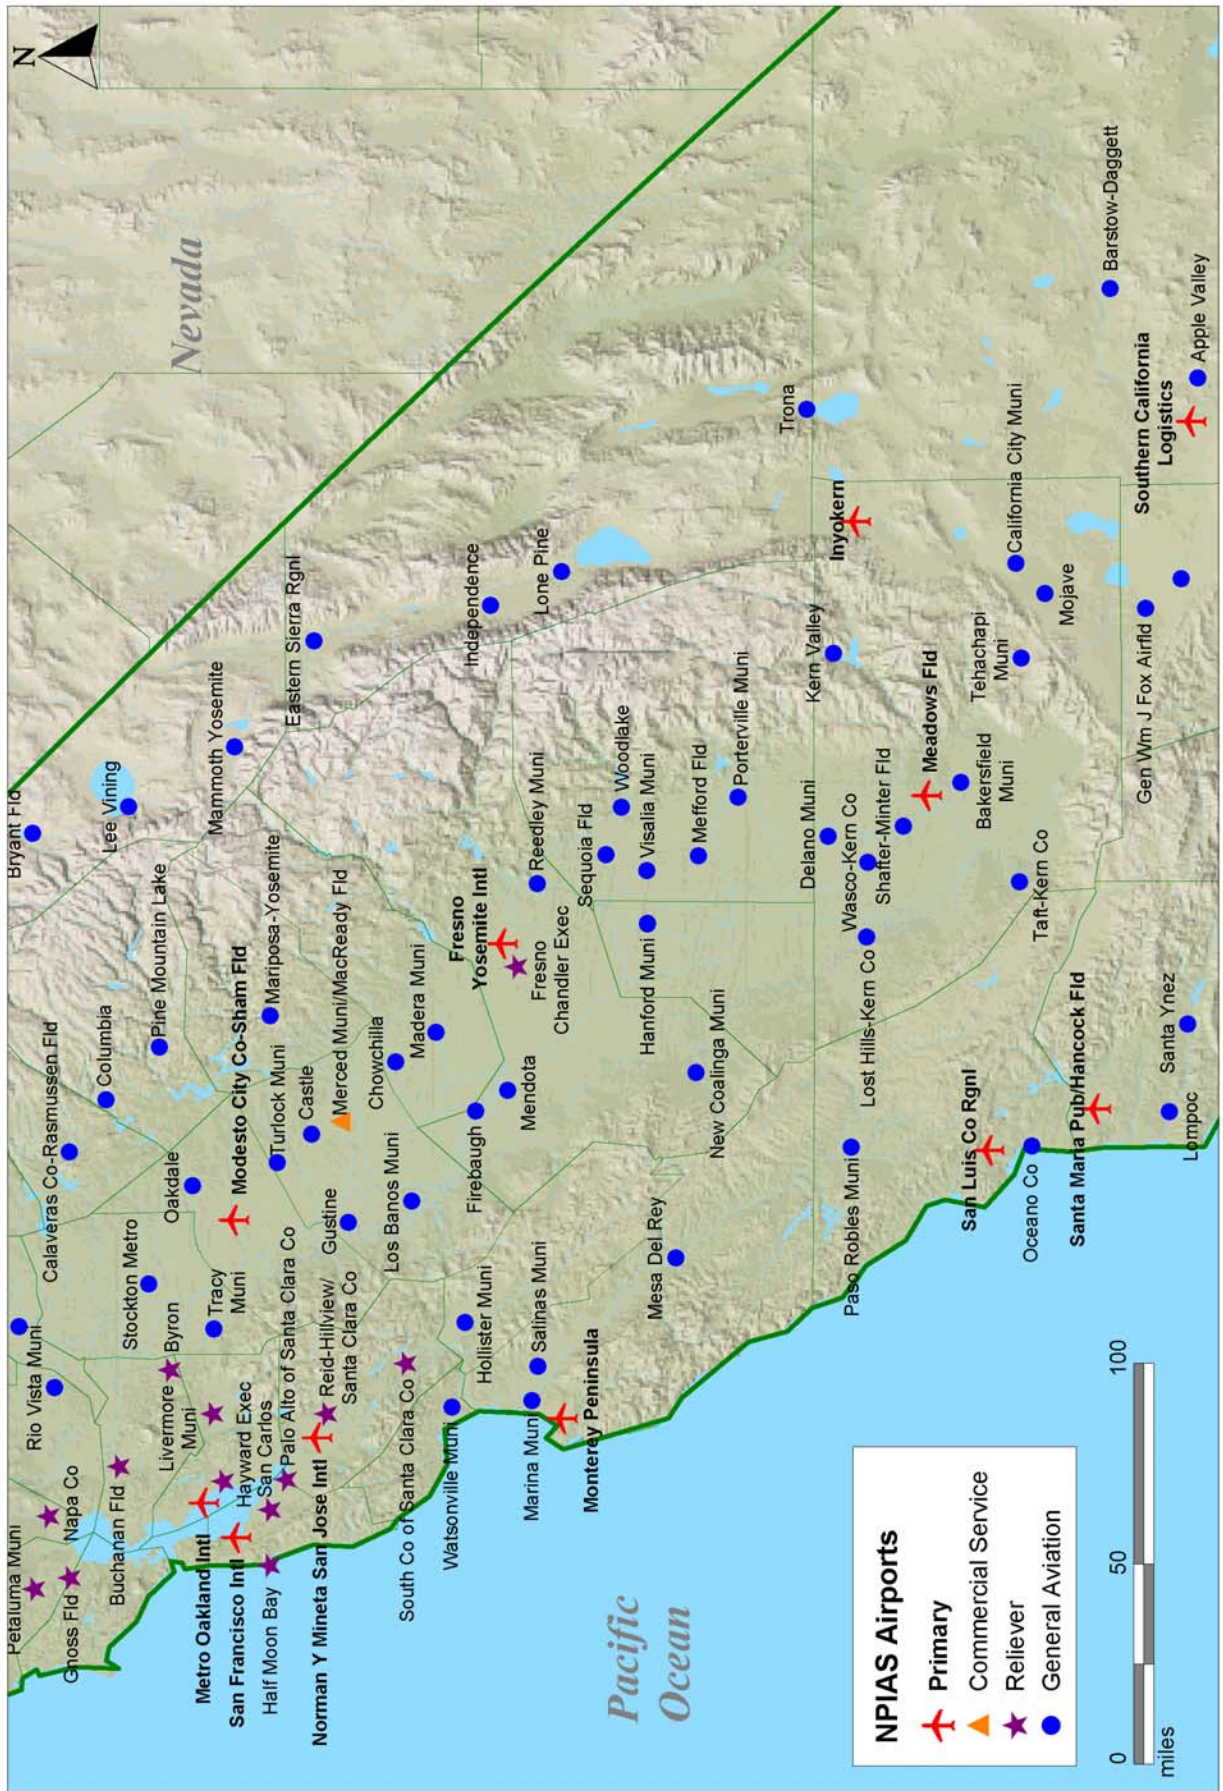 N
Nevada
Pacific
Ocean
Bryant Fld
Lee Vining
Mammoth Yosemite
Eastern Sierra Rgnl
Independence
Lone Pine
Trona
Inyokern
Kern Valley
California City Muni
Mojave
Tehachapi
Muni
Barstow-Daggett
Apple Valley
Southern California
Logistics
Gen Wm J Fox Airfld
Calaveras Co-Rasmussen Fld
Columbia
Pine Mountain Lake
Oakdale
Modesto City Co-Sham Fld
Mariposa-Yosemite
Turlock Muni
Castle
Merced Muni/MacReady Fld
Chowchilla
Madera Muni
Fresno
Yosemite Intl
Fresno
Chandler Exec
Reedley Muni
Sequoia Fld
Woodlake
Visalia Muni
Hanford Muni
Mefford Fld
Porterville Muni
Delano Muni
Wasco-Kern Co
Shafter-Minter Fld
Meadows Fld
Bakersfield
Muni
Taft-Kern Co
Lost Hills-Kern Co
Mendota
Firebaugh
New Coalinga Muni
Los Banos Muni
Gustine
Stockton Metro
Tracy
Muni
Rio Vista Muni
Byron
Livermore
Muni
Hayward Exec
San Carlos
Palo Alto of Santa Clara Co
Reid-Hillview/
Santa Clara Co
South Co of Santa Clara Co
Hollister Muni
Salinas Muni
Watsonville Muni
Marina Muni
Monterey Peninsula
Mesa Del Rey
Paso Robles Muni
San Luis Co Rgnl
Oceano Co
Santa Maria Pub/Hancock Fld
Santa Ynez
Lompoc
Petaluma Muni
Napa Co
Gnoss Fld
Buchanan Fld
Metro Oakland Intl
San Francisco Intl
Half Moon Bay
Norman Y Mineta San Jose Intl
NPIAS Airports
Primary
Commercial Service
Reliever
General Aviation
0 50 100
miles